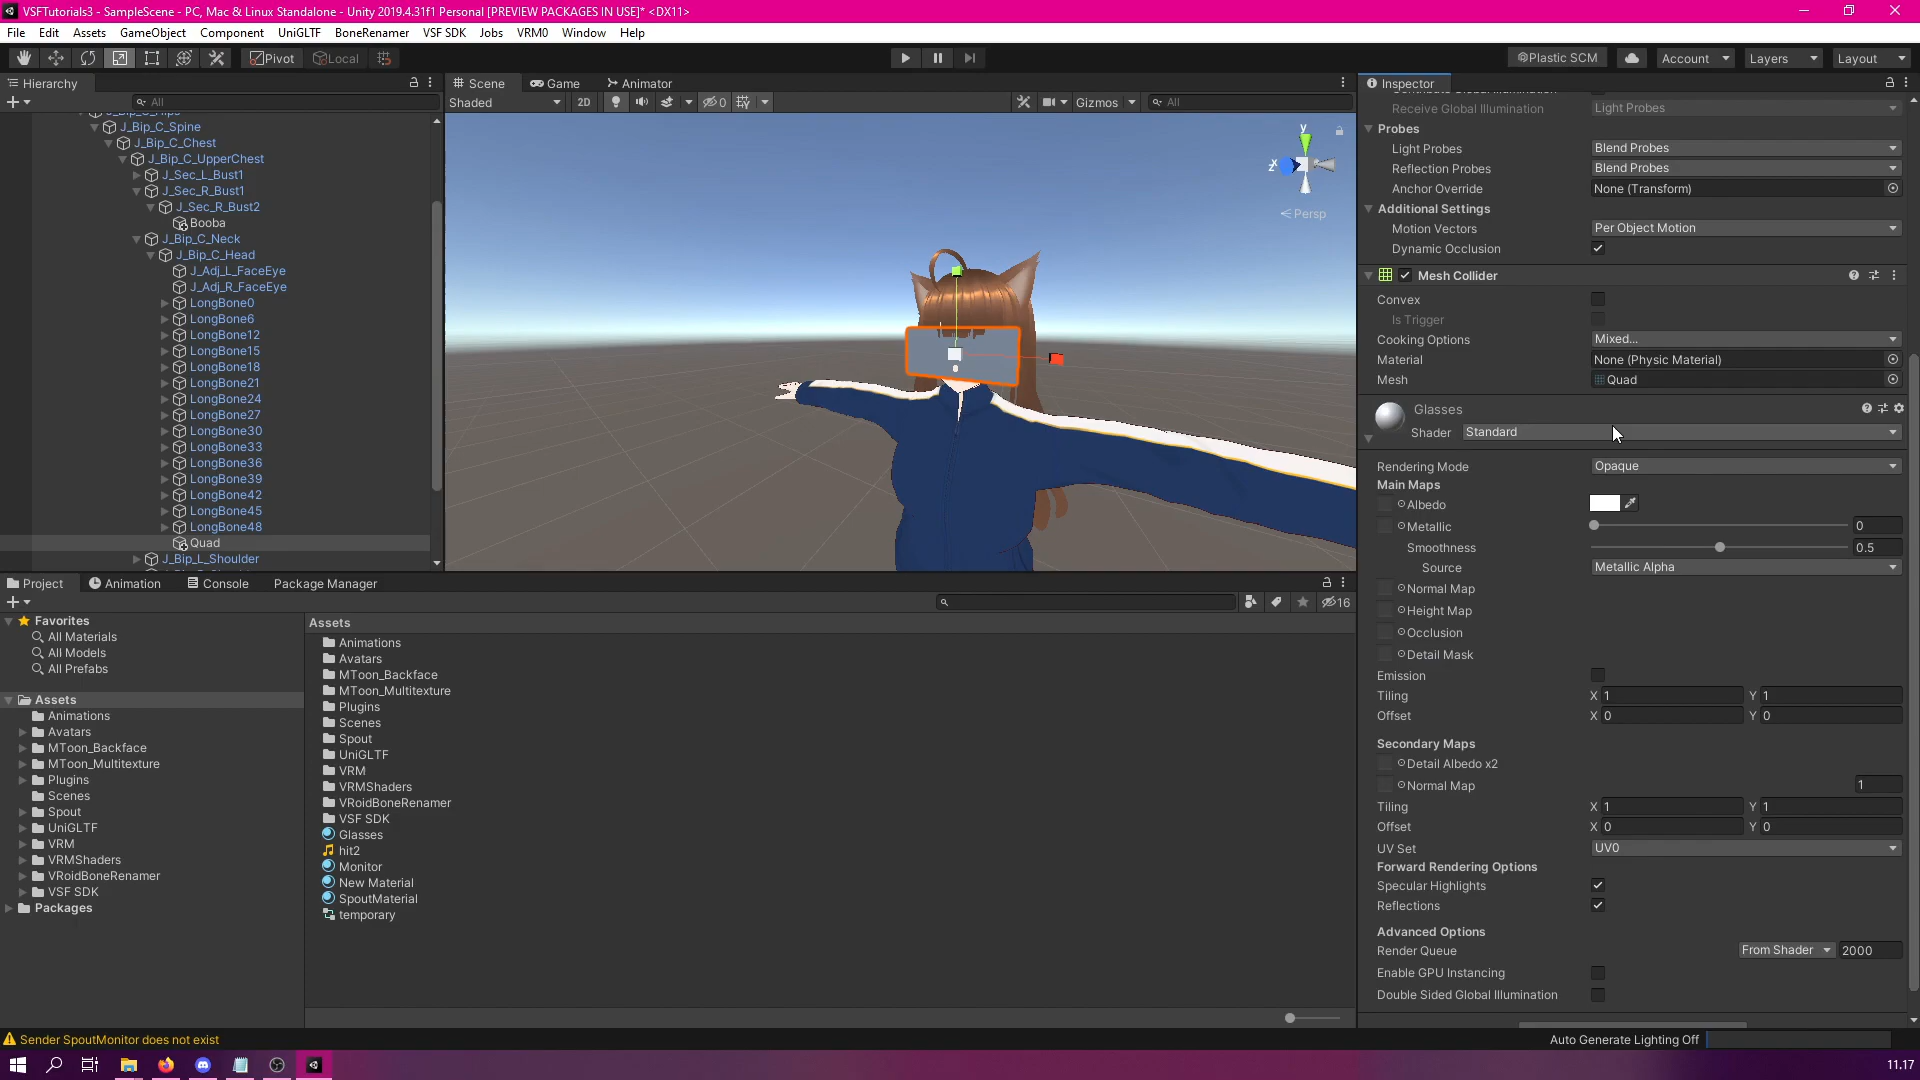 VSFTutorials3 - SampleScene - PC, Mac & Linux Standalone - Unity 2019.4.31f1 Personal [PREVIEW PACKAGES IN USE]* <DX11>
File Edit Assets GameObject Component UniGLTF BoneRenamer VSF SDK Jobs VRM0 Window Help
Pivot Local Plastic SCM Account Layers Layout
Hierarchy
All
J_Bip_C_Spine
J_Bip_C_Chest
J_Bip_C_UpperChest
J_Sec_L_Bust1
J_Sec_R_Bust1
J_Sec_R_Bust2
Booba
J_Bip_C_Neck
J_Bip_C_Head
J_Adj_L_FaceEye
J_Adj_R_FaceEye
LongBone0
LongBone6
LongBone12
LongBone15
LongBone18
LongBone21
LongBone24
LongBone27
LongBone30
LongBone33
LongBone36
LongBone39
LongBone42
LongBone45
LongBone48
Quad
J_Bip_L_Shoulder
Scene Game Animator
Shaded 2D 0 Gizmos All
y
x
z
Persp
Inspector
Receive Global Illumination Light Probes
Probes
Light Probes Blend Probes
Reflection Probes Blend Probes
Anchor Override None (Transform)
Additional Settings
Motion Vectors Per Object Motion
Dynamic Occlusion
Mesh Collider
Convex
Is Trigger
Cooking Options Mixed...
Material None (Physic Material)
Mesh Quad
Glasses
Shader Standard
Rendering Mode Opaque
Main Maps
Albedo
Metallic 0
Smoothness 0.5
Source Metallic Alpha
Normal Map
Height Map
Occlusion
Detail Mask
Emission
Tiling X 1 Y 1
Offset X 0 Y 0
Secondary Maps
Detail Albedo x2
Normal Map 1
Tiling X 1 Y 1
Offset X 0 Y 0
UV Set UV0
Forward Rendering Options
Specular Highlights
Reflections
Advanced Options
Render Queue From Shader 2000
Enable GPU Instancing
Double Sided Global Illumination
Project Animation Console Package Manager
16
Favorites
All Materials
All Models
All Prefabs
Assets
Animations
Avatars
MToon_Backface
MToon_Multitexture
Plugins
Scenes
Spout
UniGLTF
VRM
VRMShaders
VRoidBoneRenamer
VSF SDK
Packages
Assets
Animations
Avatars
MToon_Backface
MToon_Multitexture
Plugins
Scenes
Spout
UniGLTF
VRM
VRMShaders
VRoidBoneRenamer
VSF SDK
Glasses
hit2
Monitor
New Material
SpoutMaterial
temporary
Sender SpoutMonitor does not exist
Auto Generate Lighting Off
11.17